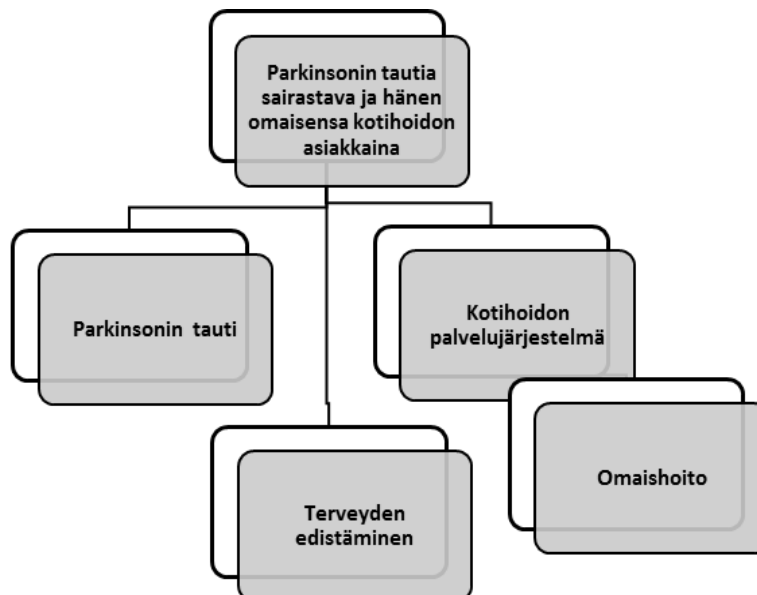 Parkinsonin tautia
sairastava ja hänen
omaisensa kotihoidon
asiakkaina
Parkinsonin tauti
Kotihoidon
palvelujärjestelmä
Terveyden
edistäminen
Omaishoito